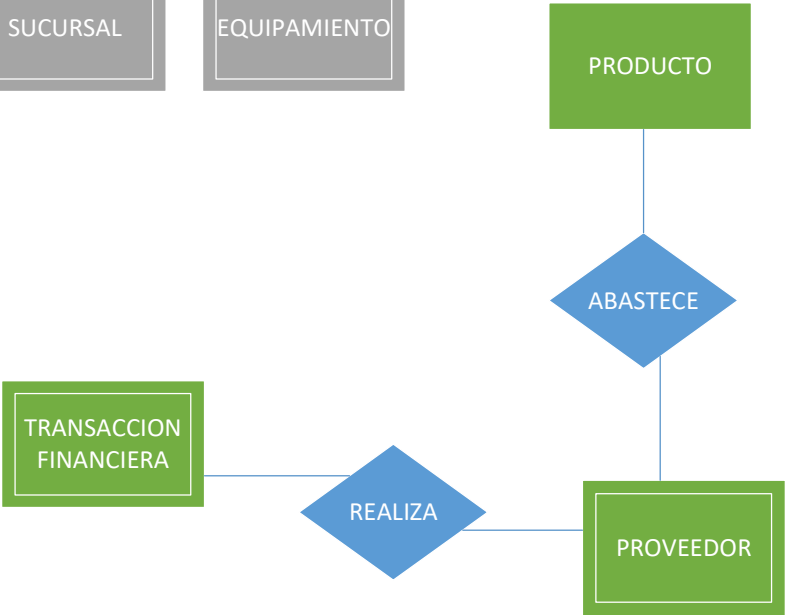 SUCURSAL
EQUIPAMIENTO
PRODUCTO
ABASTECE
TRANSACCION
FINANCIERA
REALIZA
PROVEEDOR